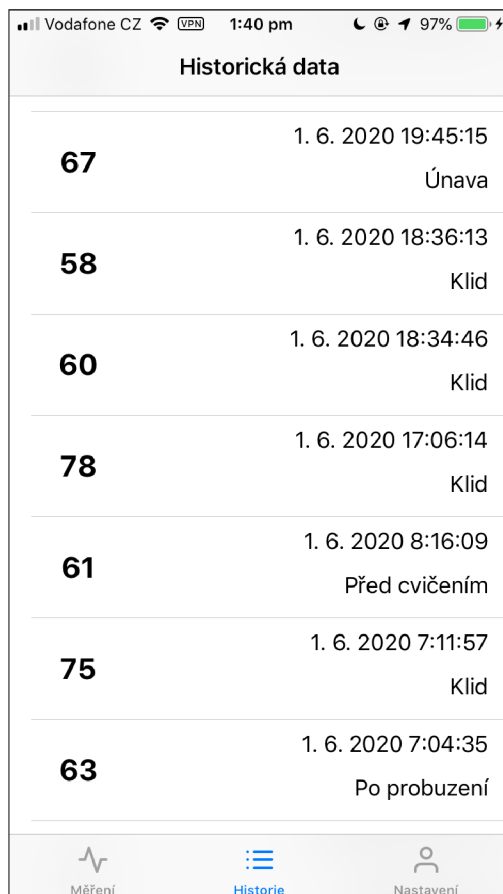 Vodafone CZ VPN 1:40 pm 97%
Historická data
1. 6. 2020 19:45:15
67
Únava
1. 6. 2020 18:36:13
58
Klid
1. 6. 2020 18:34:46
60
Klid
1. 6. 2020 17:06:14
78
Klid
1. 6. 2020 8:16:09
61
Před cvičením
1. 6. 2020 7:11:57
75
Klid
1. 6. 2020 7:04:35
63
Po probuzení
Měření Historie Nastavení